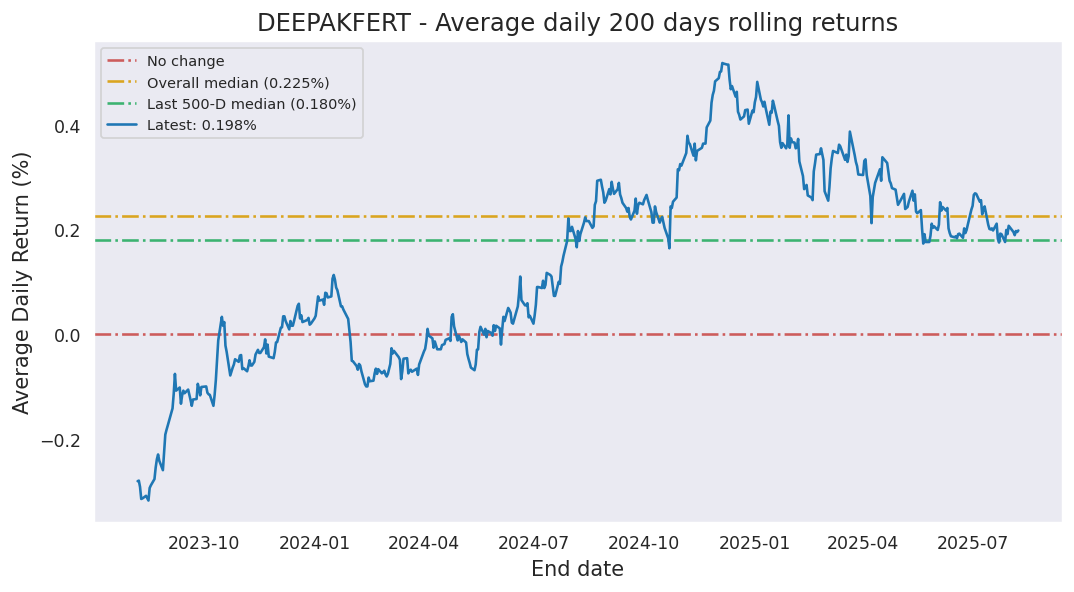 DEEPAKFERT - Average daily 200 days rolling returns
No change
Overall median (0.225%)
Last 500-D median (0.180%)
Latest: 0.198%
Average Daily Return (%)
0.4
0.2
0.0
−0.2
2023-10 2024-01 2024-04 2024-07 2024-10 2025-01 2025-04 2025-07
End date